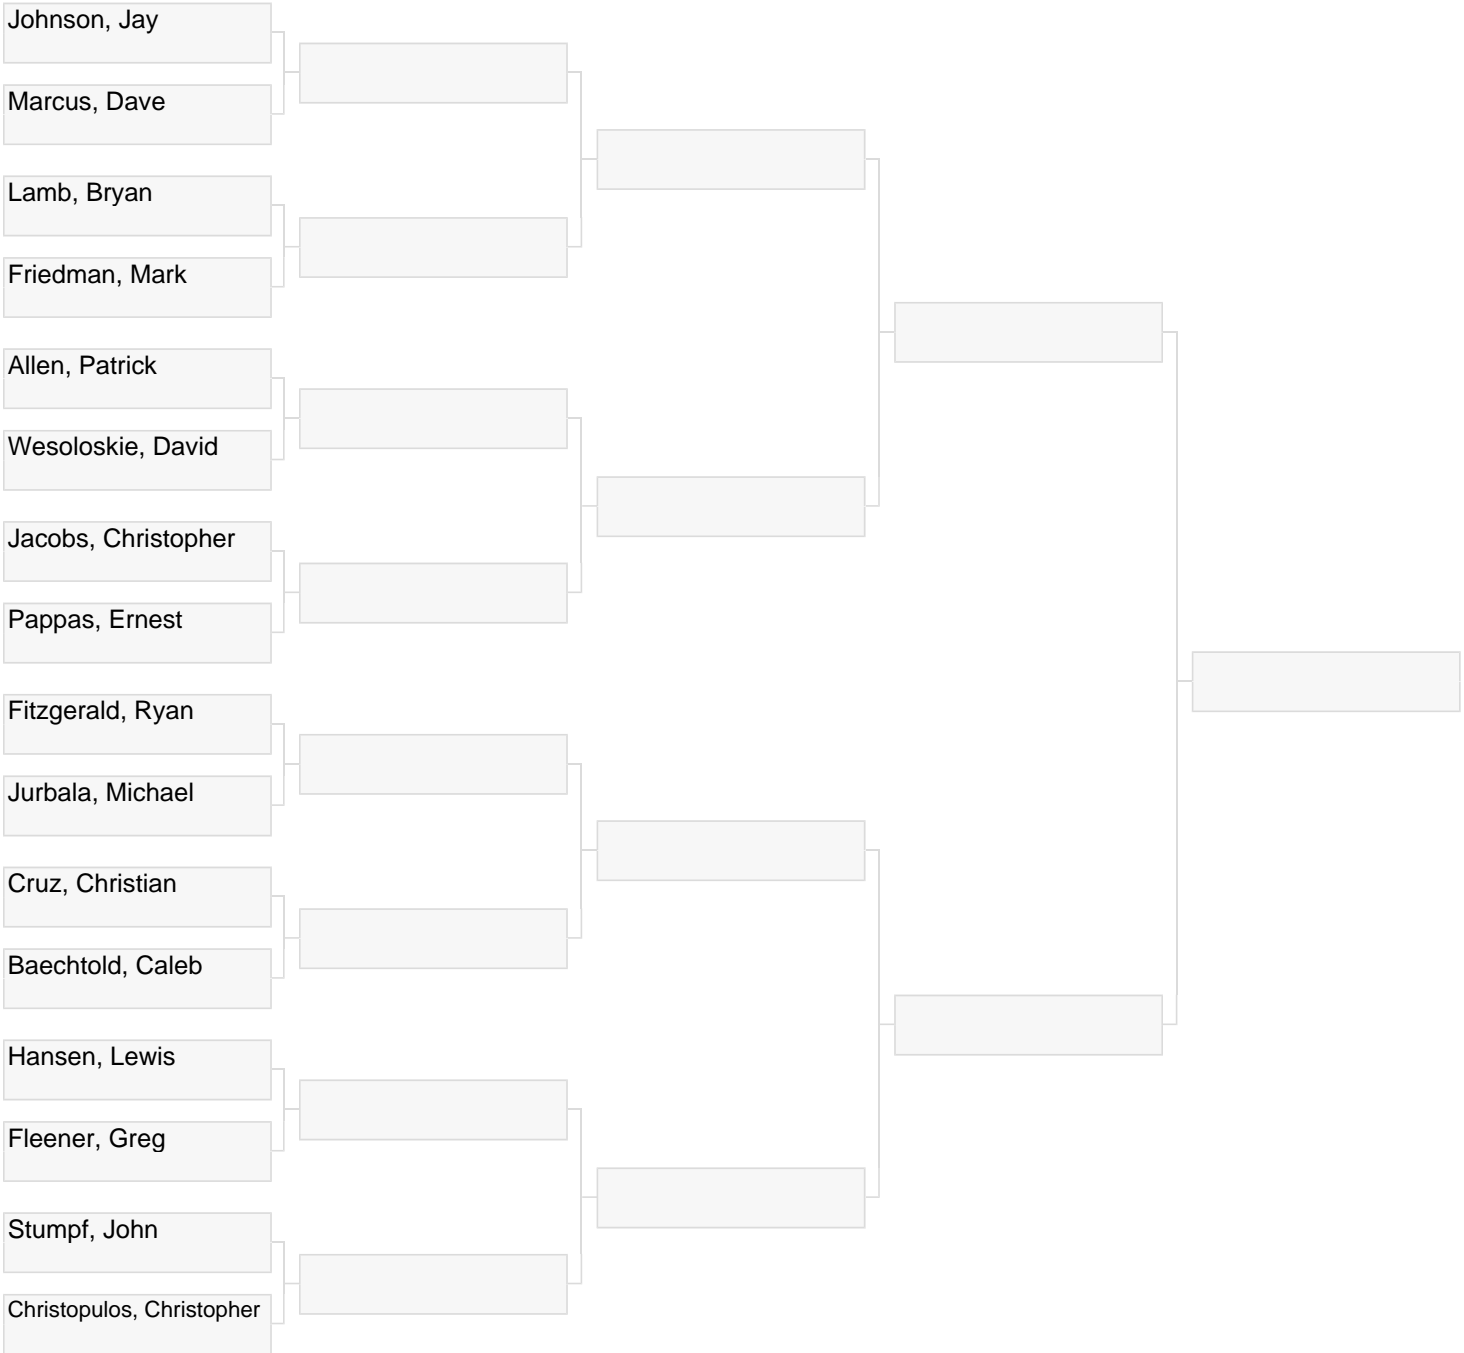 Johnson, Jay
Marcus, Dave
Lamb, Bryan
Friedman, Mark
Allen, Patrick
Wesoloskie, David
Jacobs, Christopher
Pappas, Ernest
Fitzgerald, Ryan
Jurbala, Michael
Cruz, Christian
Baechtold, Caleb
Hansen, Lewis
Fleener, Greg
Stumpf, John
Christopulos, Christopher